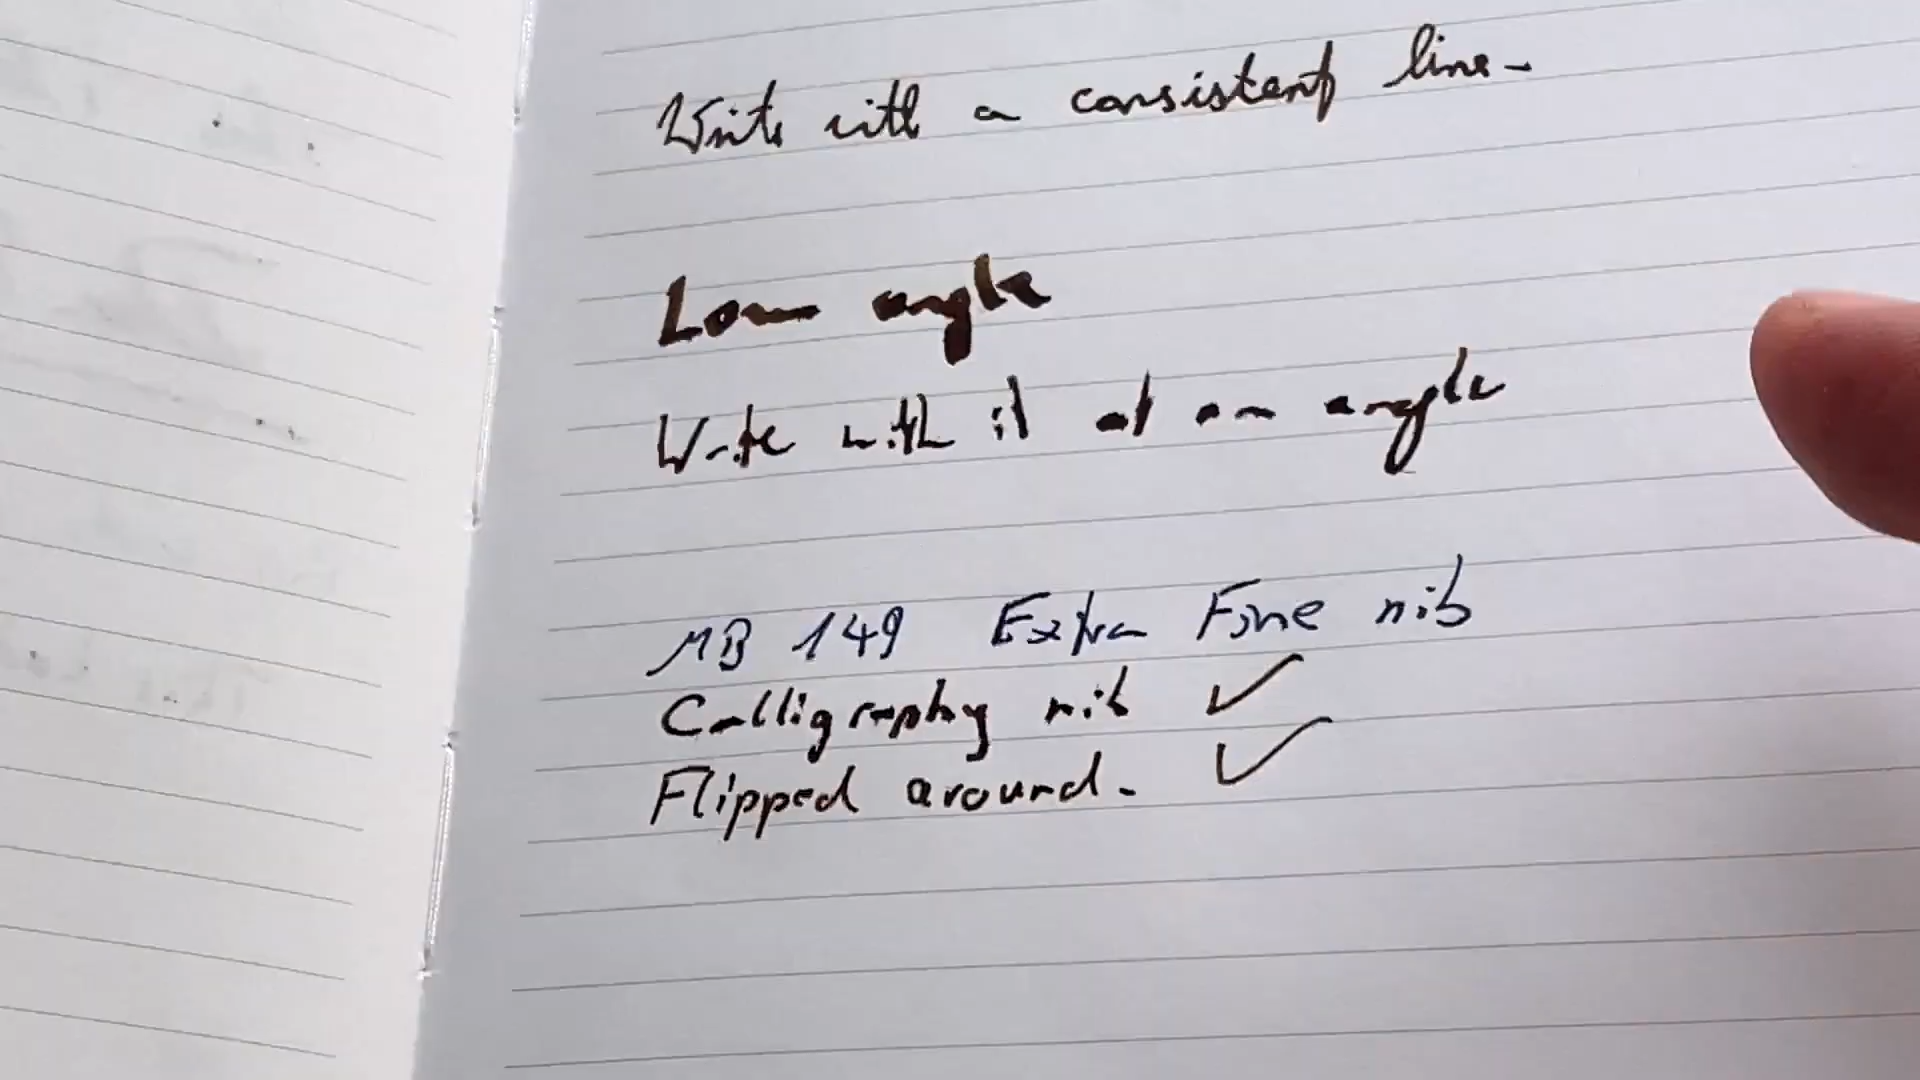 Write with a consistent line.
Low angle
Write with it at an angle
MB 149 Extra Fine nib
Calligraphy nib ✓
Flipped around. ✓